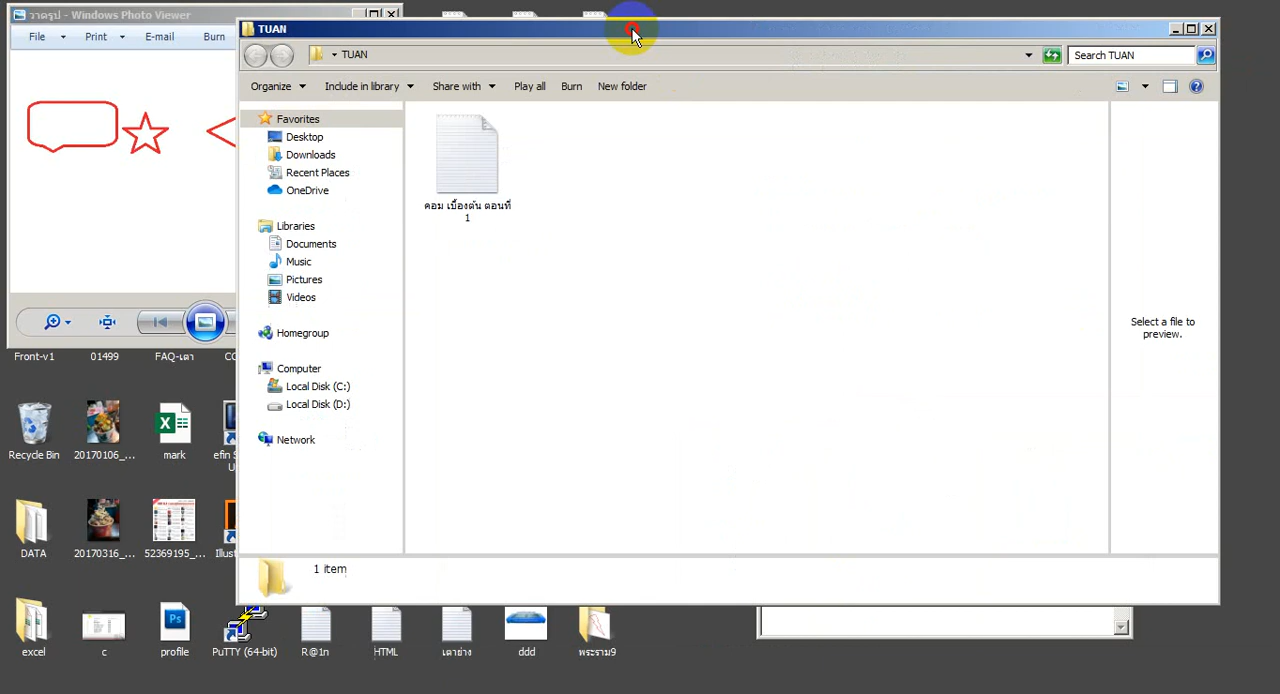 วาดรูป - Windows Photo Viewer
File Print E-mail Burn
TUAN
TUAN
Search TUAN
Organize Include in library Share with Play all Burn New folder
Favorites
Desktop
Downloads
Recent Places
OneDrive
Libraries
Documents
Music
Pictures
Videos
Homegroup
Computer
Local Disk (C:)
Local Disk (D:)
Network
คอม เบื้องต้น ตอนที่
1
Select a file to
preview.
1 item
Front-v1 01499 FAQ-เตา
Recycle Bin 20170106_... mark efin S
DATA 20170316_... 52369195_... Illust
excel c profile PuTTY (64-bit) R@1n HTML เตาย่าง ddd พระราม9